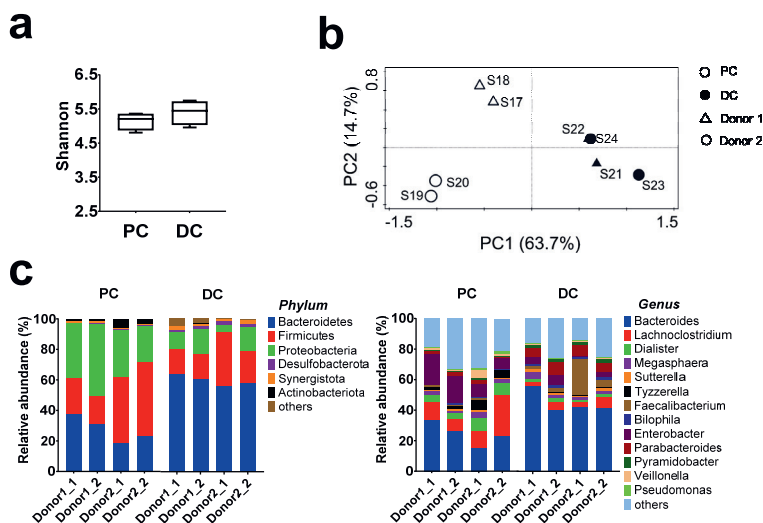 a
6.5
5.5
4.5
3.5
2.5
Shannon
PC DC
b
0.8
-0.6
PC2 (14.7%)
S18
S17
S22
S24
S21
S23
S20
S19
-1.5 1.5
PC1 (63.7%)
PC
DC
Donor 1
Donor 2
c
PC DC
100
80
60
40
20
0
Relative abundance (%)
Donor1_1
Donor1_2
Donor2_1
Donor2_2
Donor1_1
Donor1_2
Donor2_1
Donor2_2
Phylum
Bacteroidetes
Firmicutes
Proteobacteria
Desulfobacterota
Synergistota
Actinobacteriota
others
PC DC
100
80
60
40
20
0
Relative abundance (%)
Donor1_1
Donor1_2
Donor2_1
Donor2_2
Donor1_1
Donor1_2
Donor2_1
Donor2_2
Genus
Bacteroides
Lachnoclostridium
Dialister
Megasphaera
Sutterella
Tyzzerella
Faecalibacterium
Bilophila
Enterobacter
Parabacteroides
Pyramidobacter
Veillonella
Pseudomonas
others